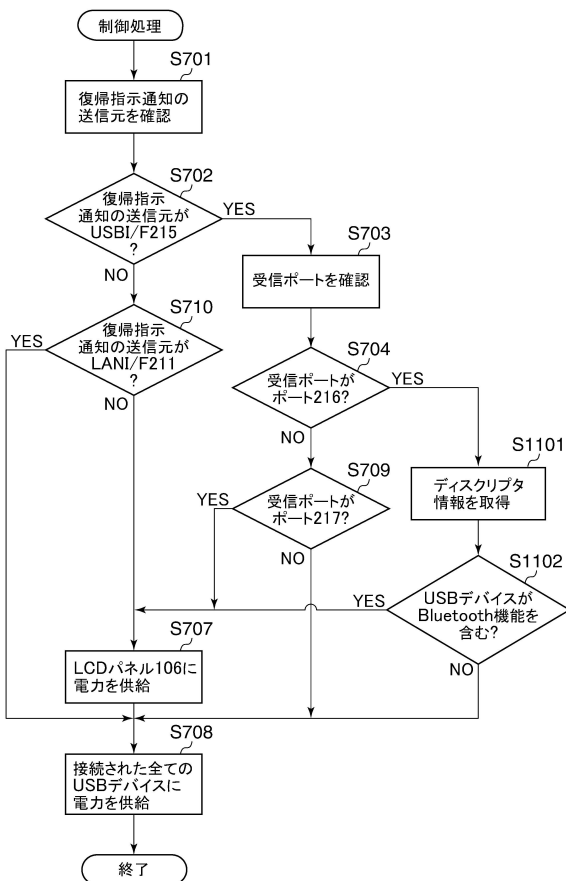 制御処理
S701
復帰指示通知の
送信元を確認
S702
復帰指示
通知の送信元が
USBI/F215
?
YES
NO
S703
受信ポートを確認
S710
復帰指示
通知の送信元が
LANI/F211
?
YES
NO
S704
受信ポートが
ポート216?
YES
NO
S1101
ディスクリプタ
情報を取得
S709
受信ポートが
ポート217?
YES
NO
S1102
USBデバイスが
Bluetooth機能を
含む?
YES
NO
S707
LCDパネル106に
電力を供給
S708
接続された全ての
USBデバイスに
電力を供給
終了